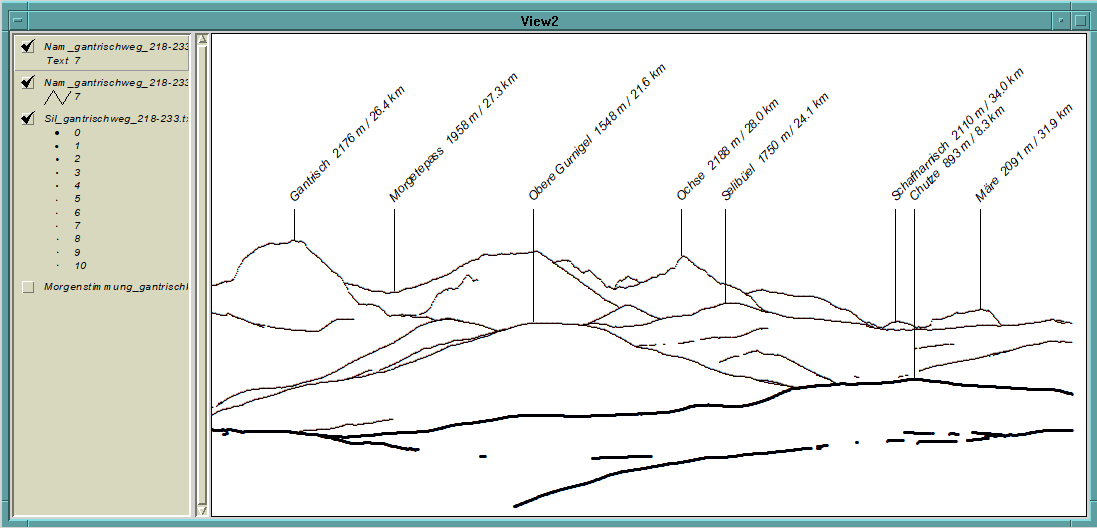 View2
Nam_gantrischweg_218-233
Text 7
Nam_gantrischweg_218-233
7
Sil_gantrischweg_218-233.tx
0
1
2
3
4
5
6
7
8
9
10
Morgenstimmung_gantrischl
Gantrisch 2176 m / 26.4 km
Morgetepass 1958 m / 27.3 km
Obere Gurnigel 1548 m / 21.6 km
Ochse 2188 m / 28.0 km
Selibüel 1750 m / 24.1 km
Schafharnisch 2110 m / 34.0 km
Chutze 893 m / 8.3 km
Märe 2091 m / 31.9 km